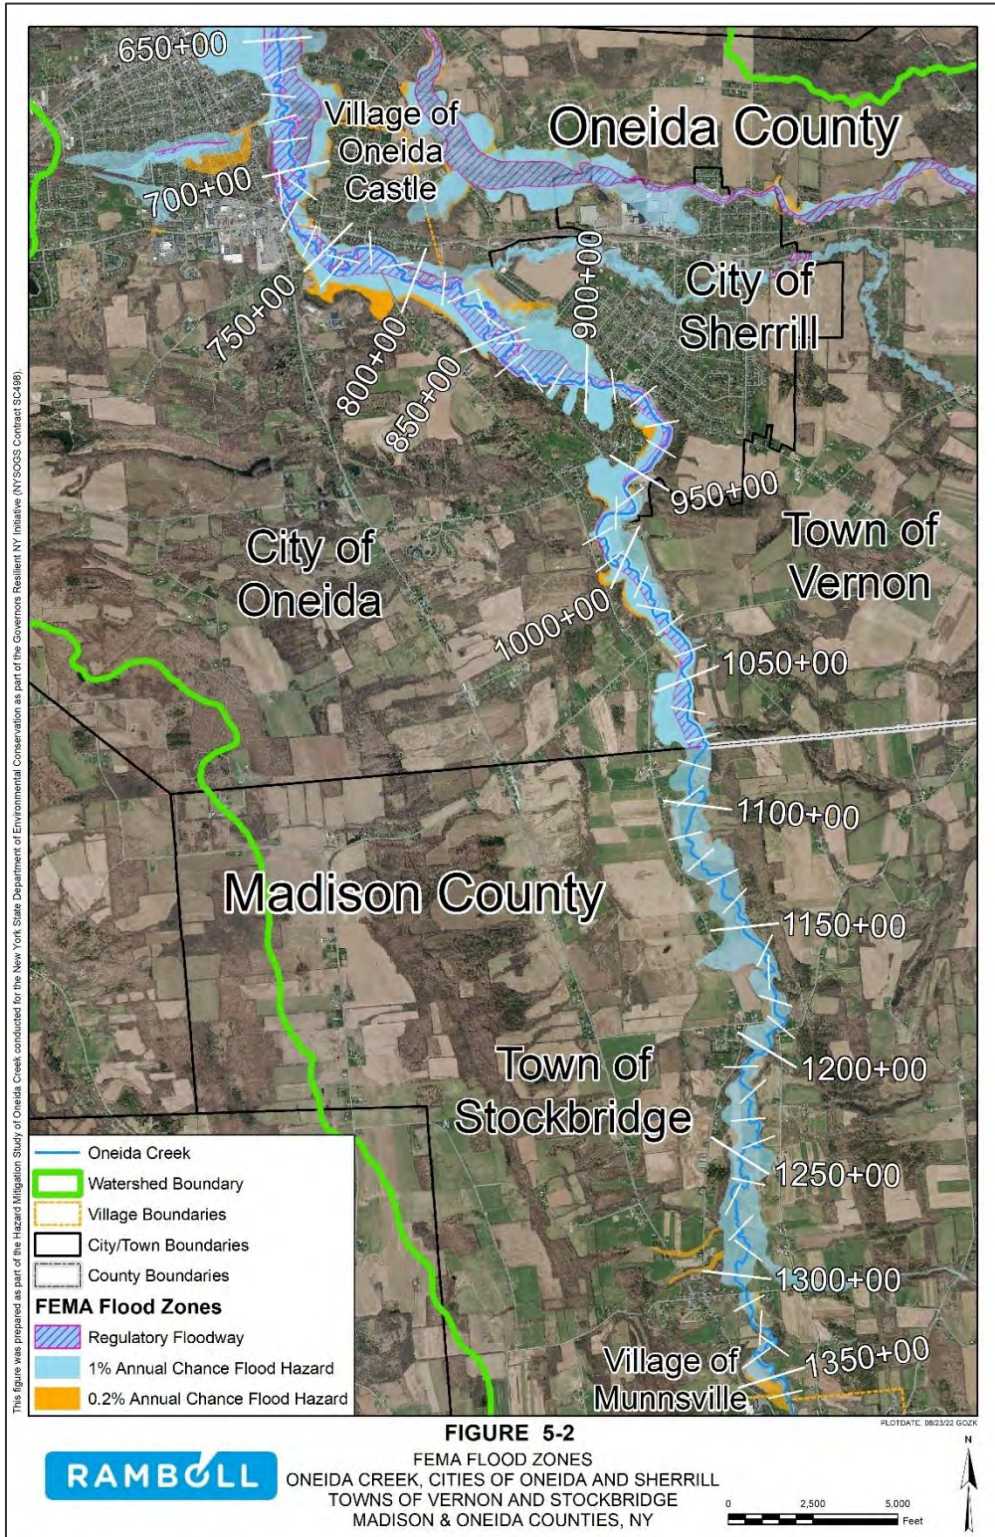 650+00
Village of
Oneida
Castle
Oneida County
700+00
City of
Sherrill
900+00
750+00
800+00
850+00
950+00
City of
Oneida
Town of
Vernon
1000+00
1050+00
1100+00
Madison County
1150+00
Town of
Stockbridge
1200+00
1250+00
1300+00
Village of
Munnsville
1350+00
Oneida Creek
Watershed Boundary
Village Boundaries
City/Town Boundaries
County Boundaries
FEMA Flood Zones
Regulatory Floodway
1% Annual Chance Flood Hazard
0.2% Annual Chance Flood Hazard
This figure was prepared as part of the Hazard Mitigation Study of Oneida Creek conducted for the New York State Department of Environmental Conservation as part of the Governors Resilient NY Initiative (NYSOGS Contract SC498).
PLOTDATE: 08/23/22 GOZK
FIGURE 5-2
RAMBOLL
FEMA FLOOD ZONES
ONEIDA CREEK, CITIES OF ONEIDA AND SHERRILL
TOWNS OF VERNON AND STOCKBRIDGE
MADISON & ONEIDA COUNTIES, NY
N
0 2,500 5,000
Feet